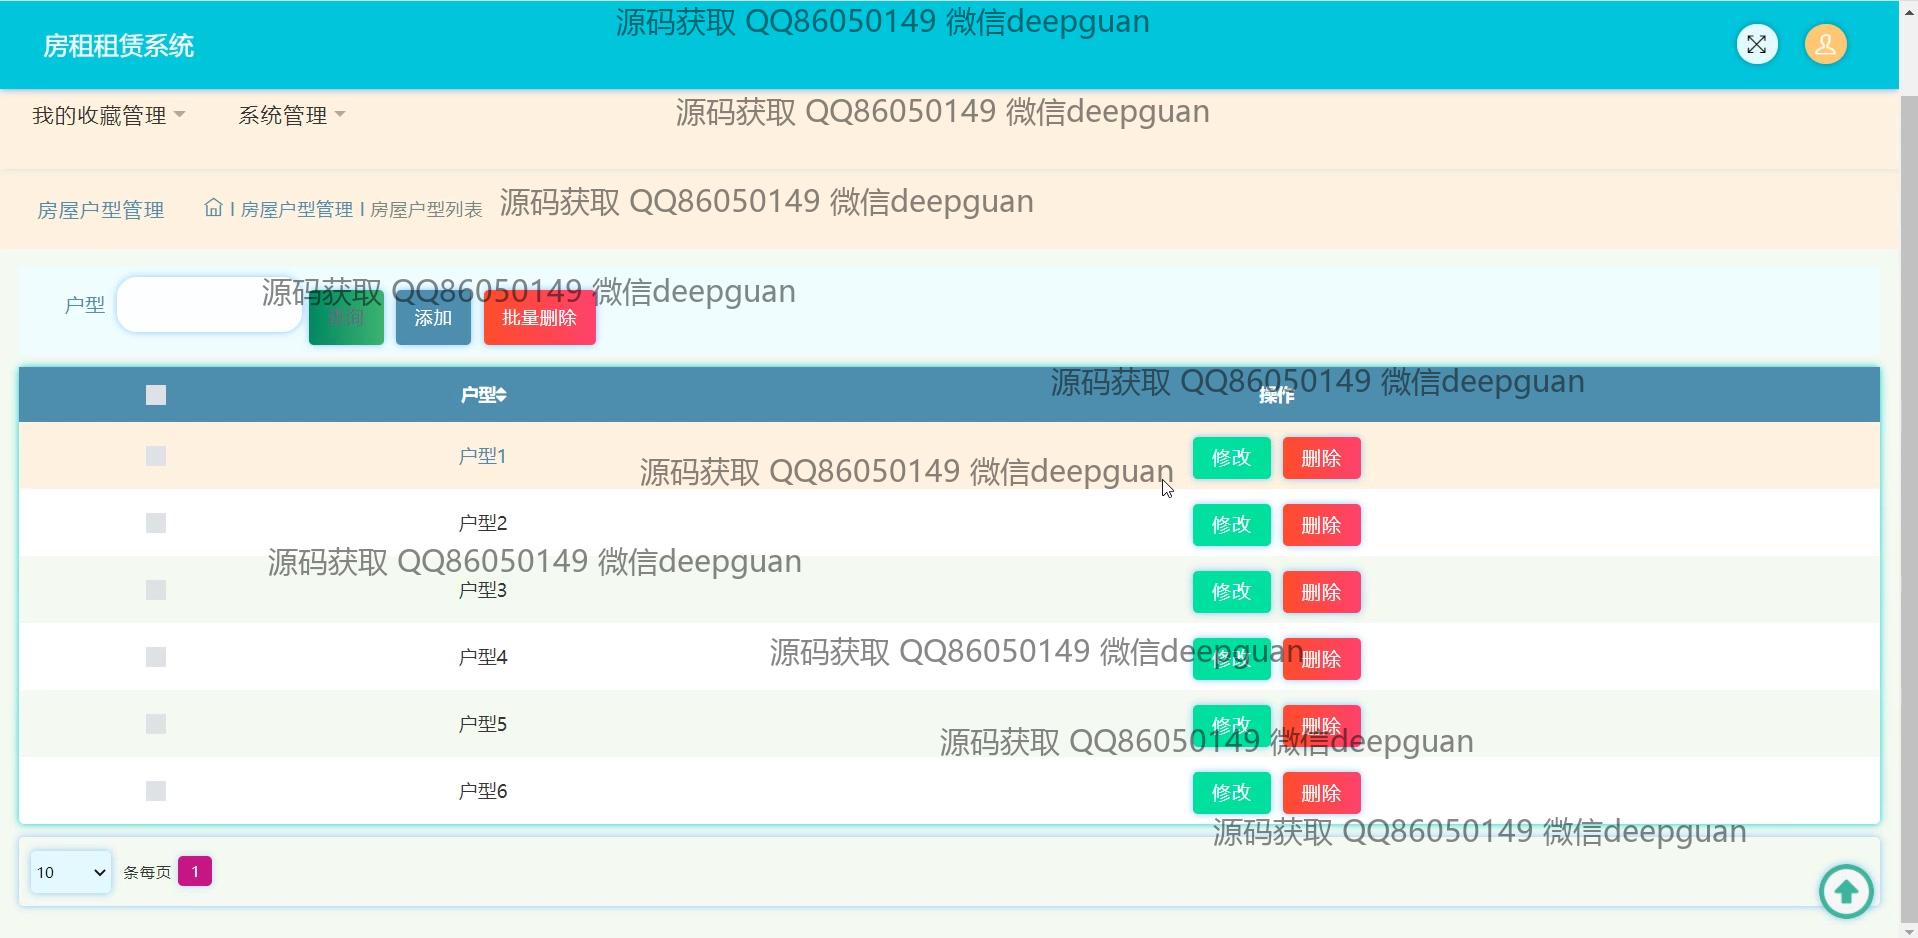 源码获取 QQ86050149 微信deepguan
房租租赁系统
我的收藏管理 系统管理
源码获取 QQ86050149 微信deepguan
房屋户型管理 房屋户型管理 房屋户型列表
源码获取 QQ86050149 微信deepguan
源码获取 QQ86050149 微信deepguan
户型 查询 添加 批量删除
源码获取 QQ86050149 微信deepguan
户型 操作
户型1 修改 删除
源码获取 QQ86050149 微信deepguan
户型2 修改 删除
源码获取 QQ86050149 微信deepguan
户型3 修改 删除
源码获取 QQ86050149 微信deepguan
户型4 修改 删除
户型5 修改 删除
源码获取 QQ86050149 微信deepguan
户型6 修改 删除
源码获取 QQ86050149 微信deepguan
10 条每页 1